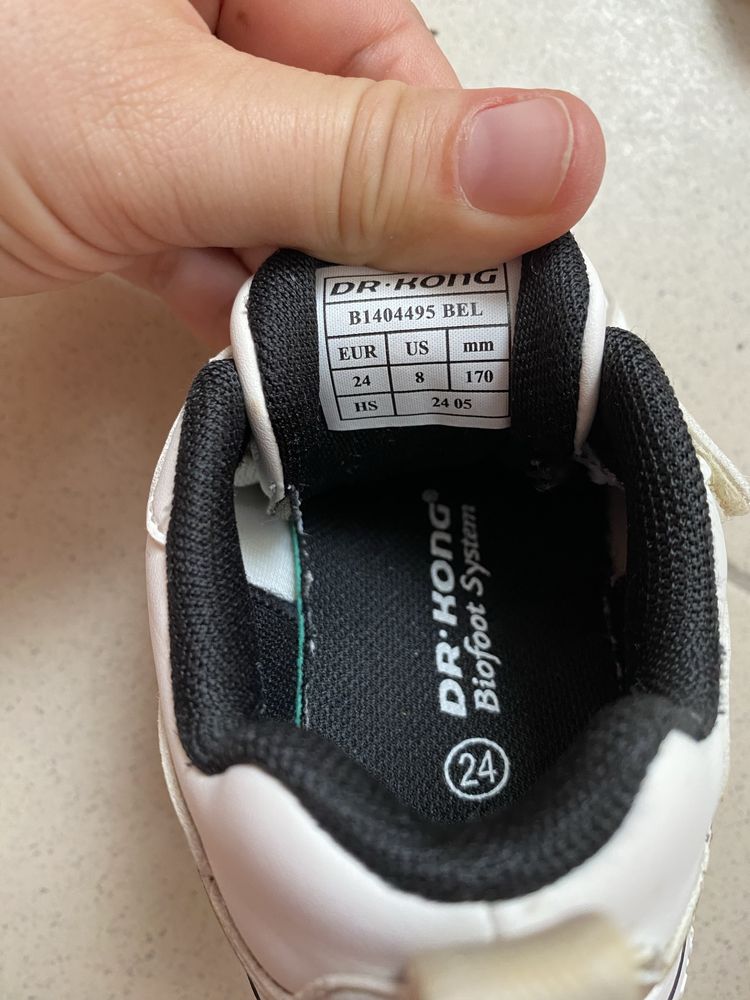 DR·KONG
B1404495 BEL
EUR US mm
24 8 170
HS 24 05
DR·KONG®
Biofoot System
24